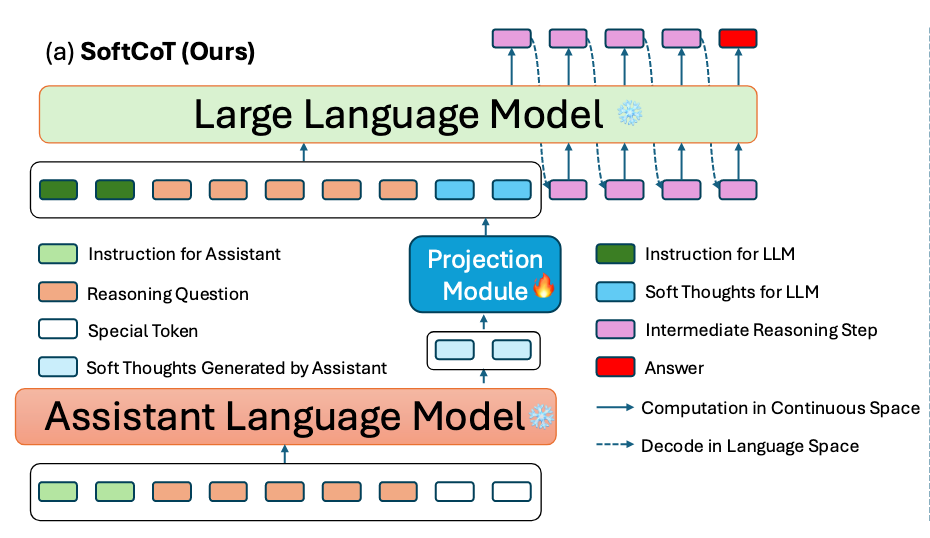 (a) SoftCoT (Ours)
Large Language Model
Projection
Module
Instruction for Assistant
Reasoning Question
Special Token
Soft Thoughts Generated by Assistant
Instruction for LLM
Soft Thoughts for LLM
Intermediate Reasoning Step
Answer
Computation in Continuous Space
Decode in Language Space
Assistant Language Model